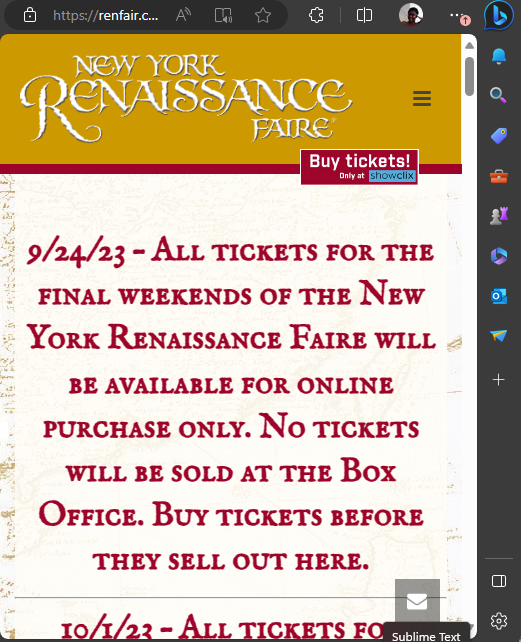 https://renfair.c...
NEW YORK
RENAISSANCE
FAIRE
Buy tickets!
Only at showclix
9/24/23 - All tickets for the
final weekends of the New
York Renaissance Faire will
be available for online
purchase only. No tickets
will be sold at the Box
Office. Buy tickets before
they sell out here.
10/1/23 - All tickets fo
Sublime Text